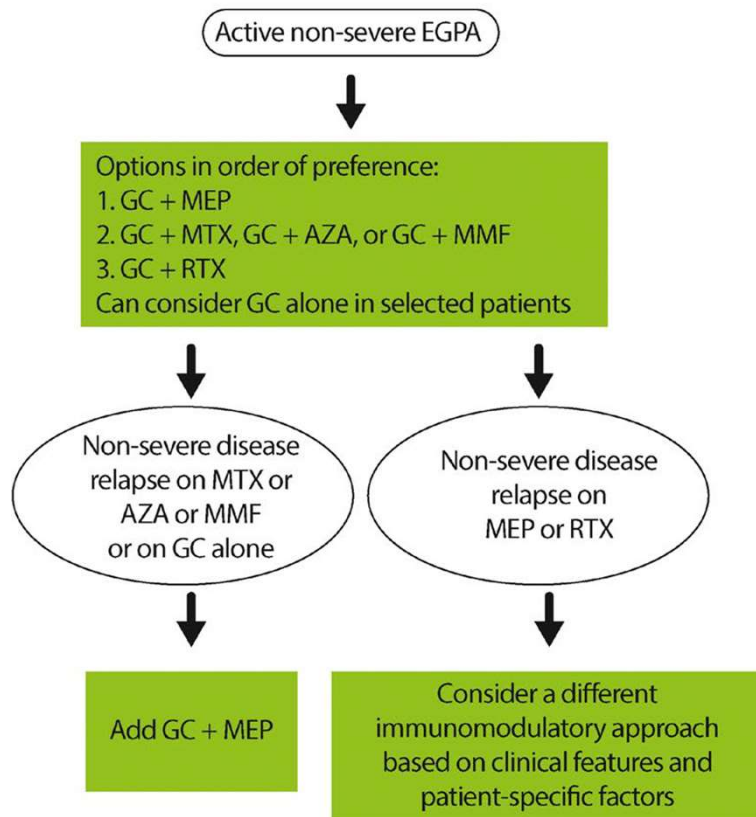 Active non-severe EGPA
Options in order of preference:
1. GC + MEP
2. GC + MTX, GC + AZA, or GC + MMF
3. GC + RTX
Can consider GC alone in selected patients
Non-severe disease
relapse on MTX or
AZA or MMF
or on GC alone
Non-severe disease
relapse on
MEP or RTX
Add GC + MEP
Consider a different
immunomodulatory approach
based on clinical features and
patient-specific factors